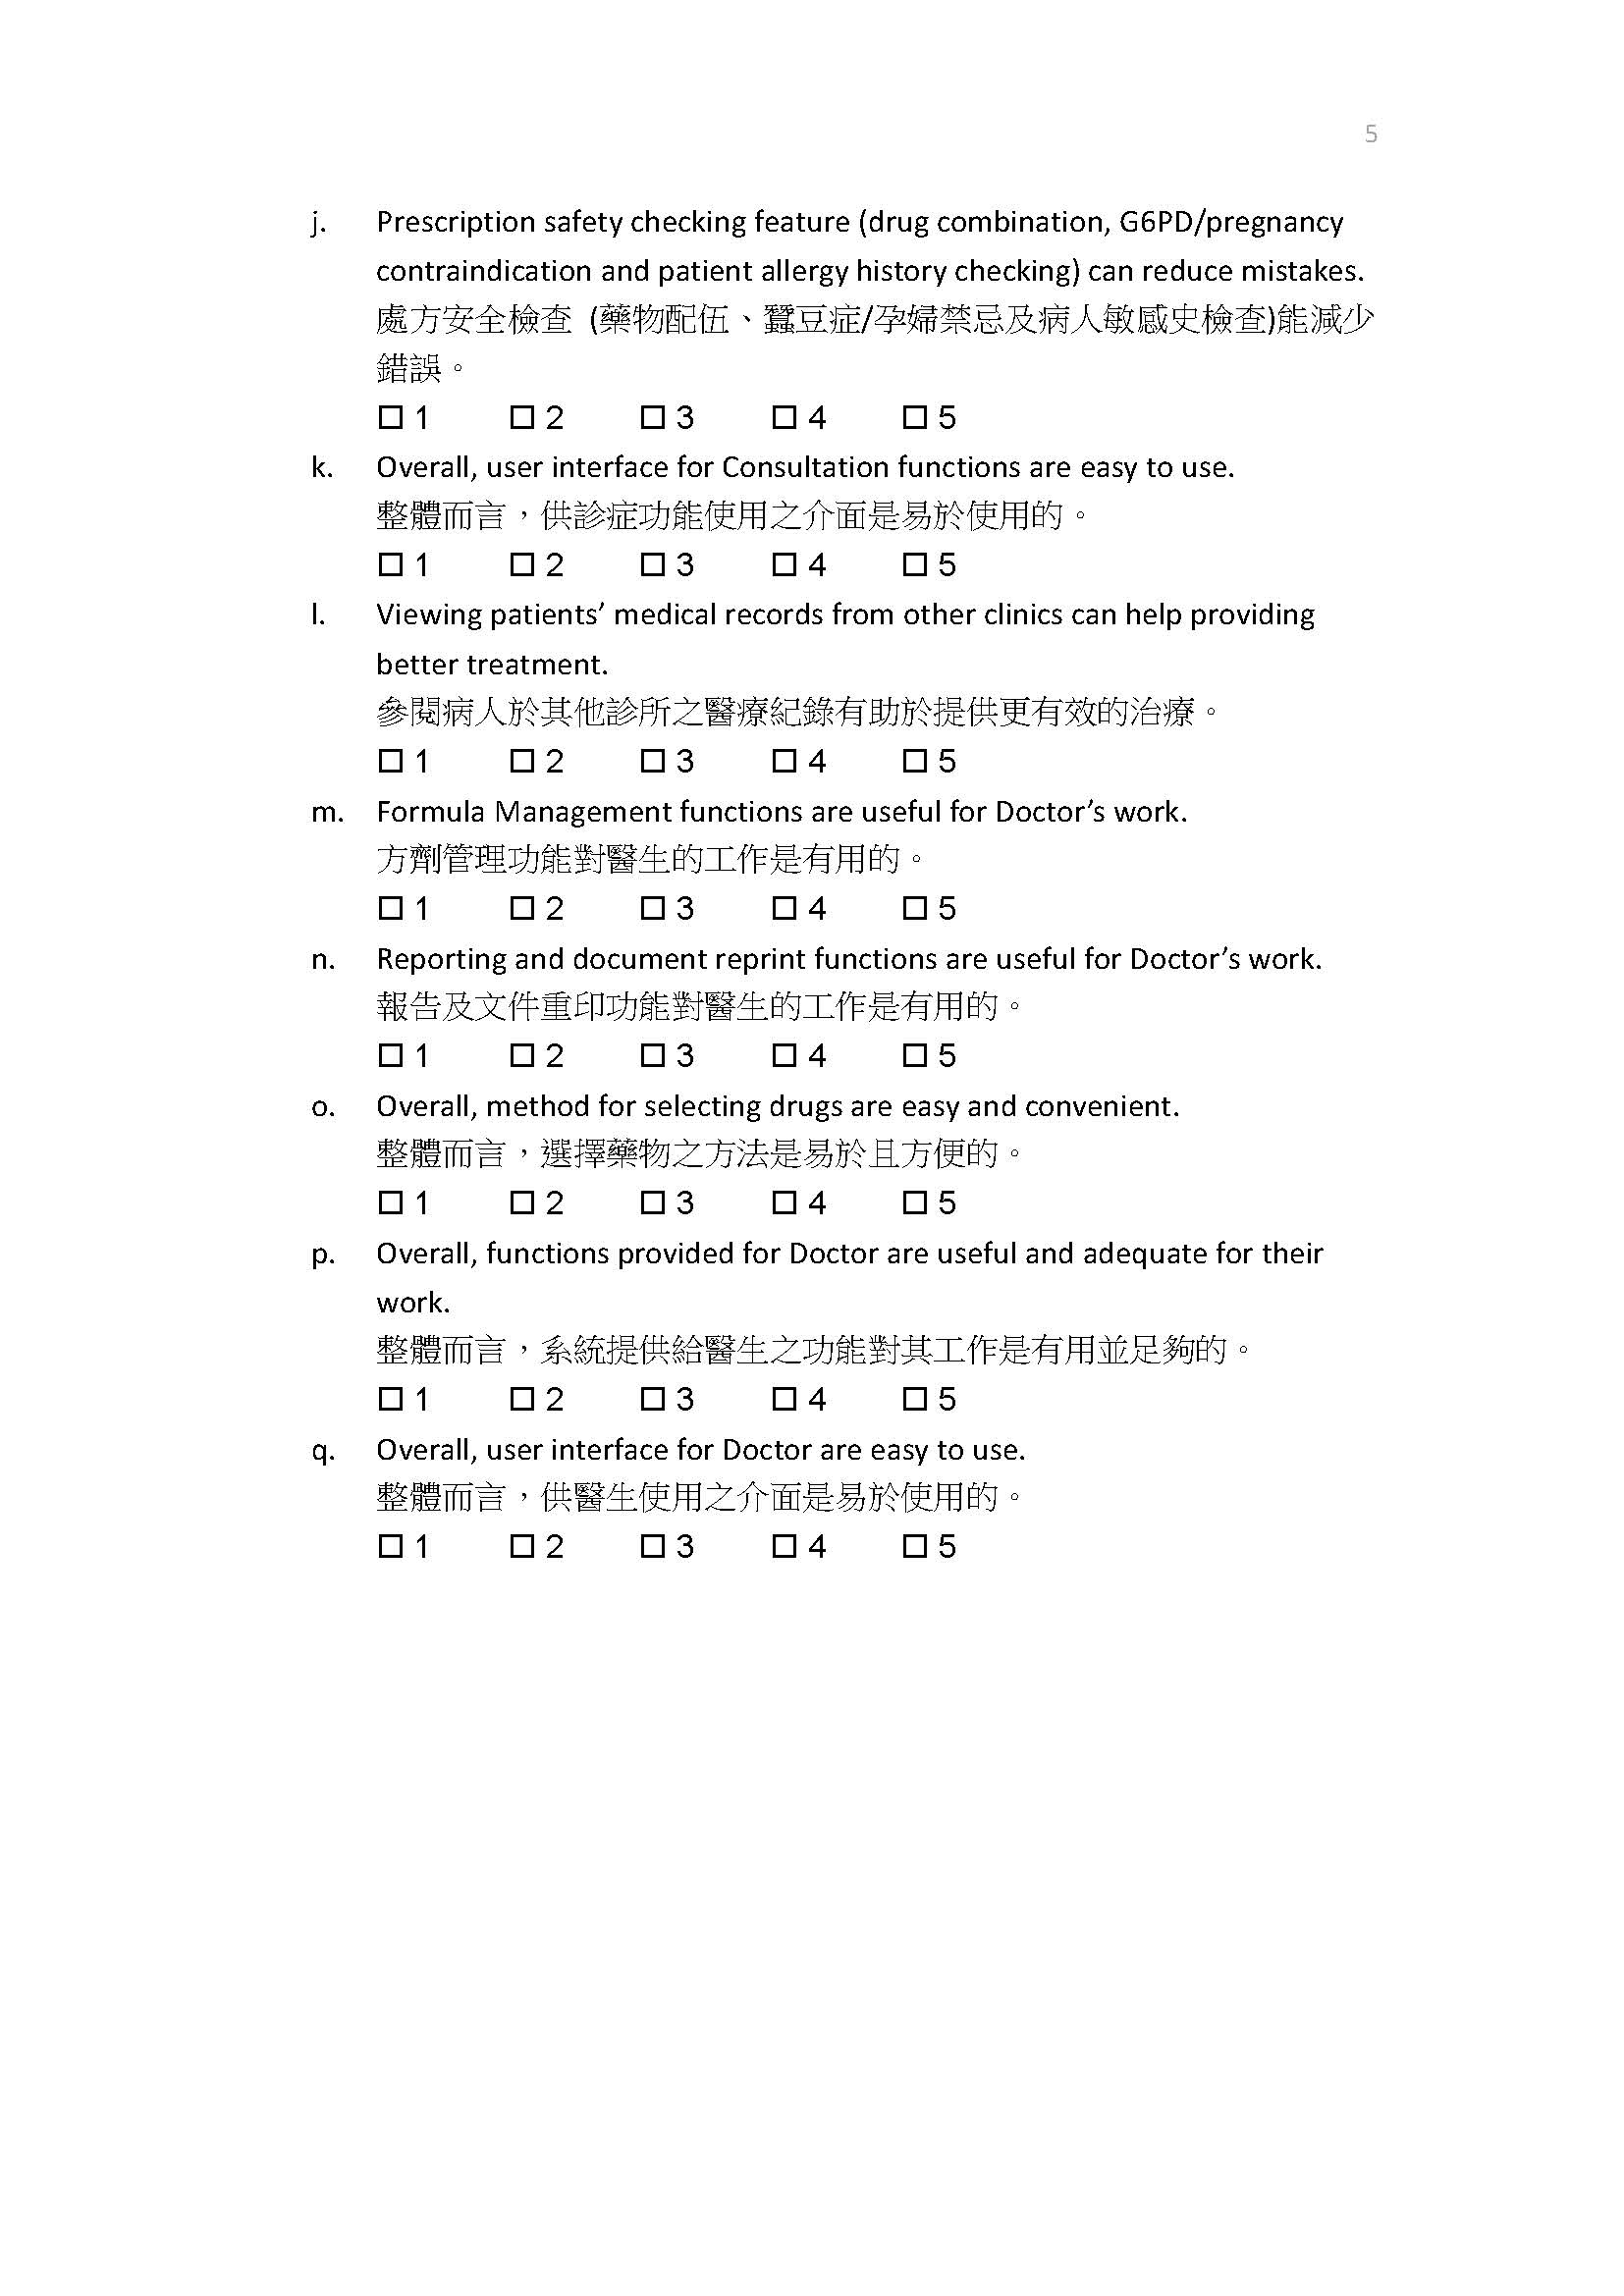 5
j. Prescription safety checking feature (drug combination, G6PD/pregnancy
contraindication and patient allergy history checking) can reduce mistakes.
處方安全檢查 (藥物配伍、蠶豆症/孕婦禁忌及病人敏感史檢查)能減少
錯誤。
☐ 1 ☐ 2 ☐ 3 ☐ 4 ☐ 5
k. Overall, user interface for Consultation functions are easy to use.
整體而言，供診症功能使用之介面是易於使用的。
☐ 1 ☐ 2 ☐ 3 ☐ 4 ☐ 5
l. Viewing patients’ medical records from other clinics can help providing
better treatment.
參閱病人於其他診所之醫療紀錄有助於提供更有效的治療。
☐ 1 ☐ 2 ☐ 3 ☐ 4 ☐ 5
m. Formula Management functions are useful for Doctor’s work.
方劑管理功能對醫生的工作是有用的。
☐ 1 ☐ 2 ☐ 3 ☐ 4 ☐ 5
n. Reporting and document reprint functions are useful for Doctor’s work.
報告及文件重印功能對醫生的工作是有用的。
☐ 1 ☐ 2 ☐ 3 ☐ 4 ☐ 5
o. Overall, method for selecting drugs are easy and convenient.
整體而言，選擇藥物之方法是易於且方便的。
☐ 1 ☐ 2 ☐ 3 ☐ 4 ☐ 5
p. Overall, functions provided for Doctor are useful and adequate for their
work.
整體而言，系統提供給醫生之功能對其工作是有用並足夠的。
☐ 1 ☐ 2 ☐ 3 ☐ 4 ☐ 5
q. Overall, user interface for Doctor are easy to use.
整體而言，供醫生使用之介面是易於使用的。
☐ 1 ☐ 2 ☐ 3 ☐ 4 ☐ 5